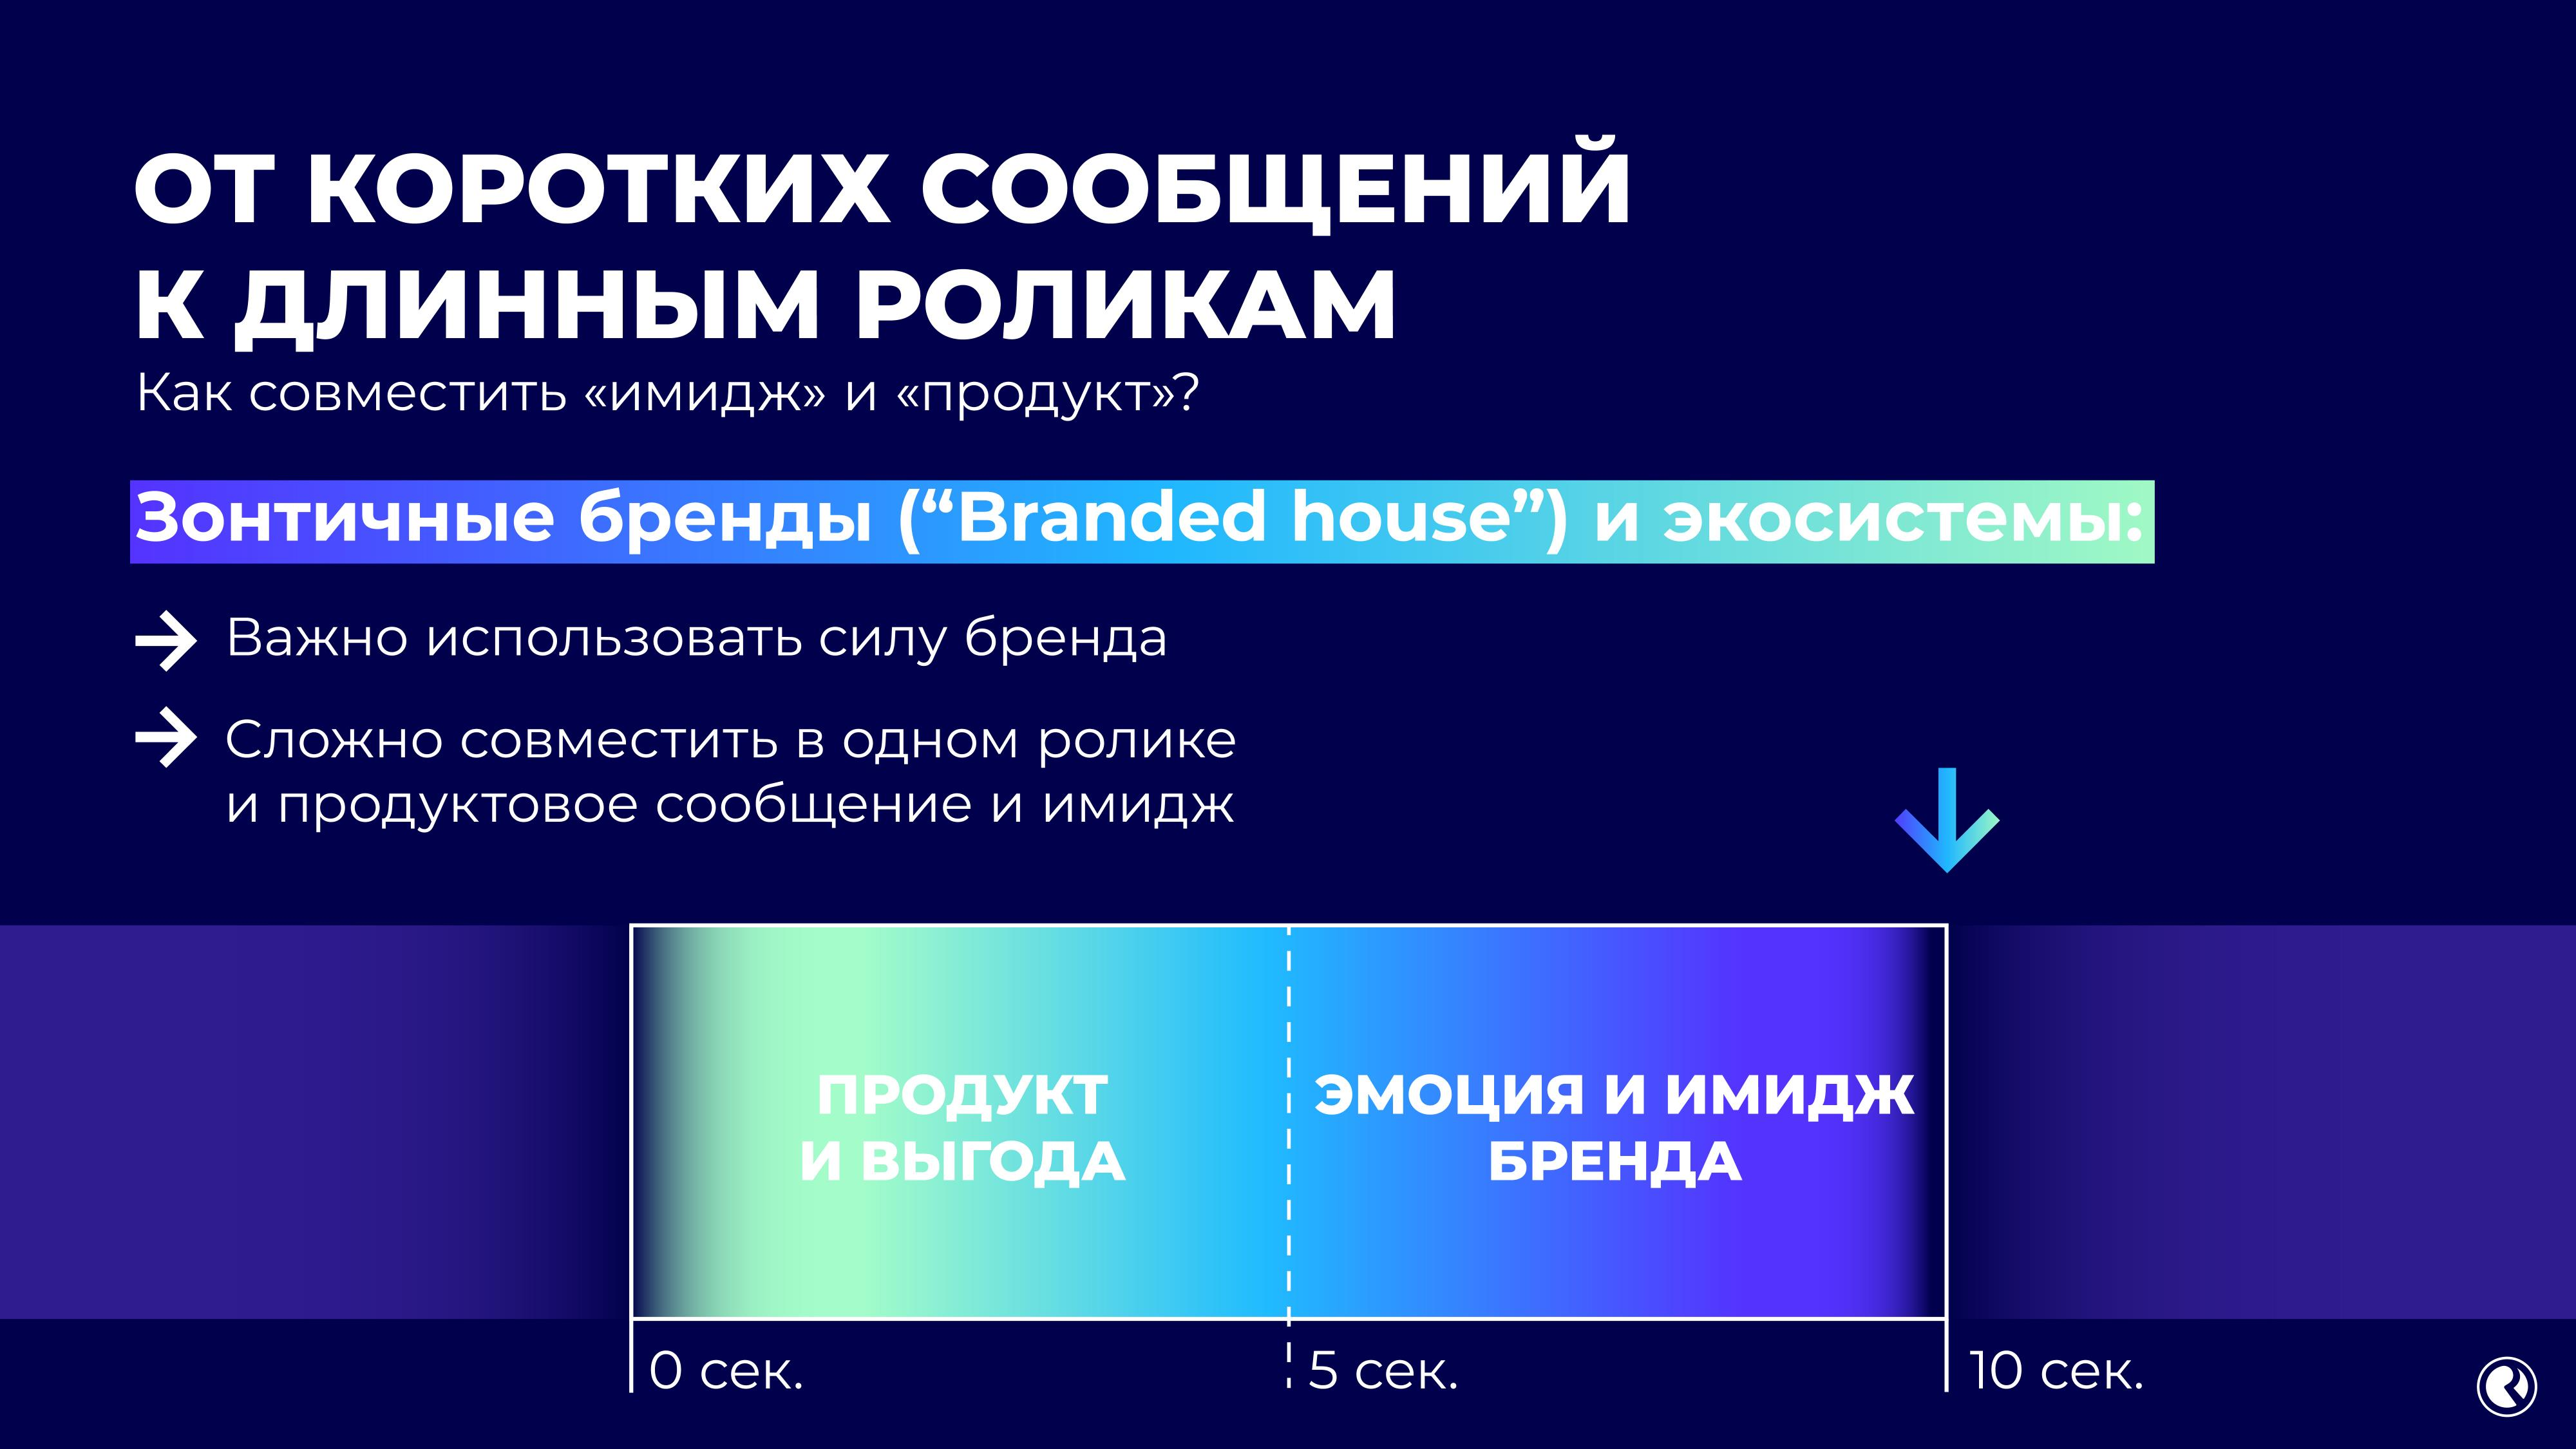 ОТ КОРОТКИХ СООБЩЕНИЙ
К ДЛИННЫМ РОЛИКАМ
Как совместить «имидж» и «продукт»?
Зонтичные бренды (“Branded house”) и экосистемы:
Важно использовать силу бренда
Сложно совместить в одном ролике
и продуктовое сообщение и имидж
ПРОДУКТ
И ВЫГОДА
ЭМОЦИЯ И ИМИДЖ
БРЕНДА
0 сек.
5 сек.
10 сек.